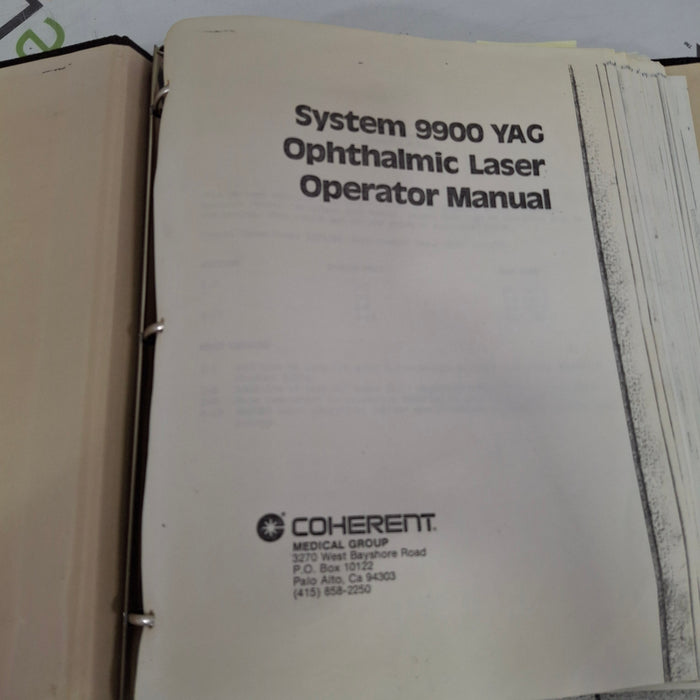 System 9900 YAG
Ophthalmic Laser
Operator Manual
COHERENT®
MEDICAL GROUP
3270 West Bayshore Road
P.O. Box 10122
Palo Alto, Ca 94303
(415) 858-2250